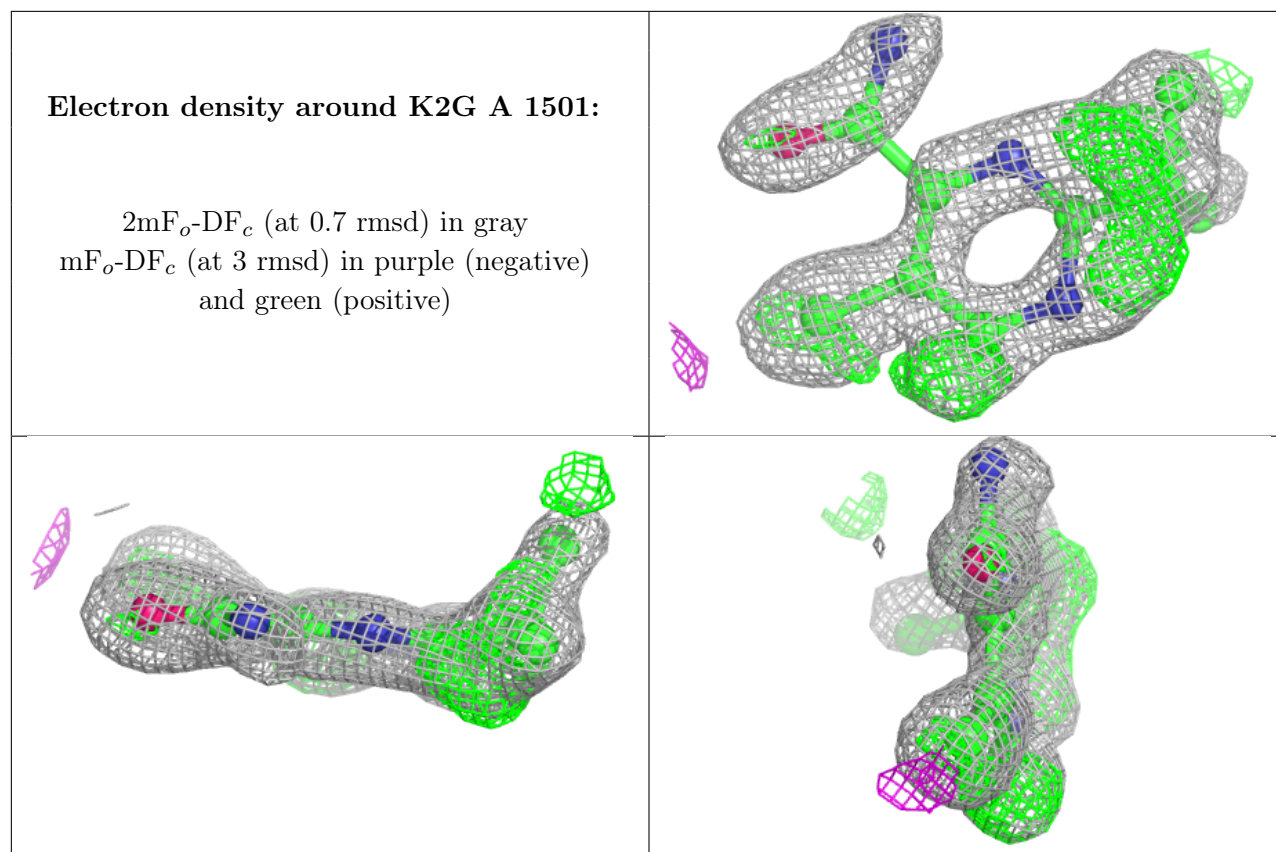 Electron density around K2G A 1501:
2mFo-DFc (at 0.7 rmsd) in gray
mFo-DFc (at 3 rmsd) in purple (negative)
and green (positive)